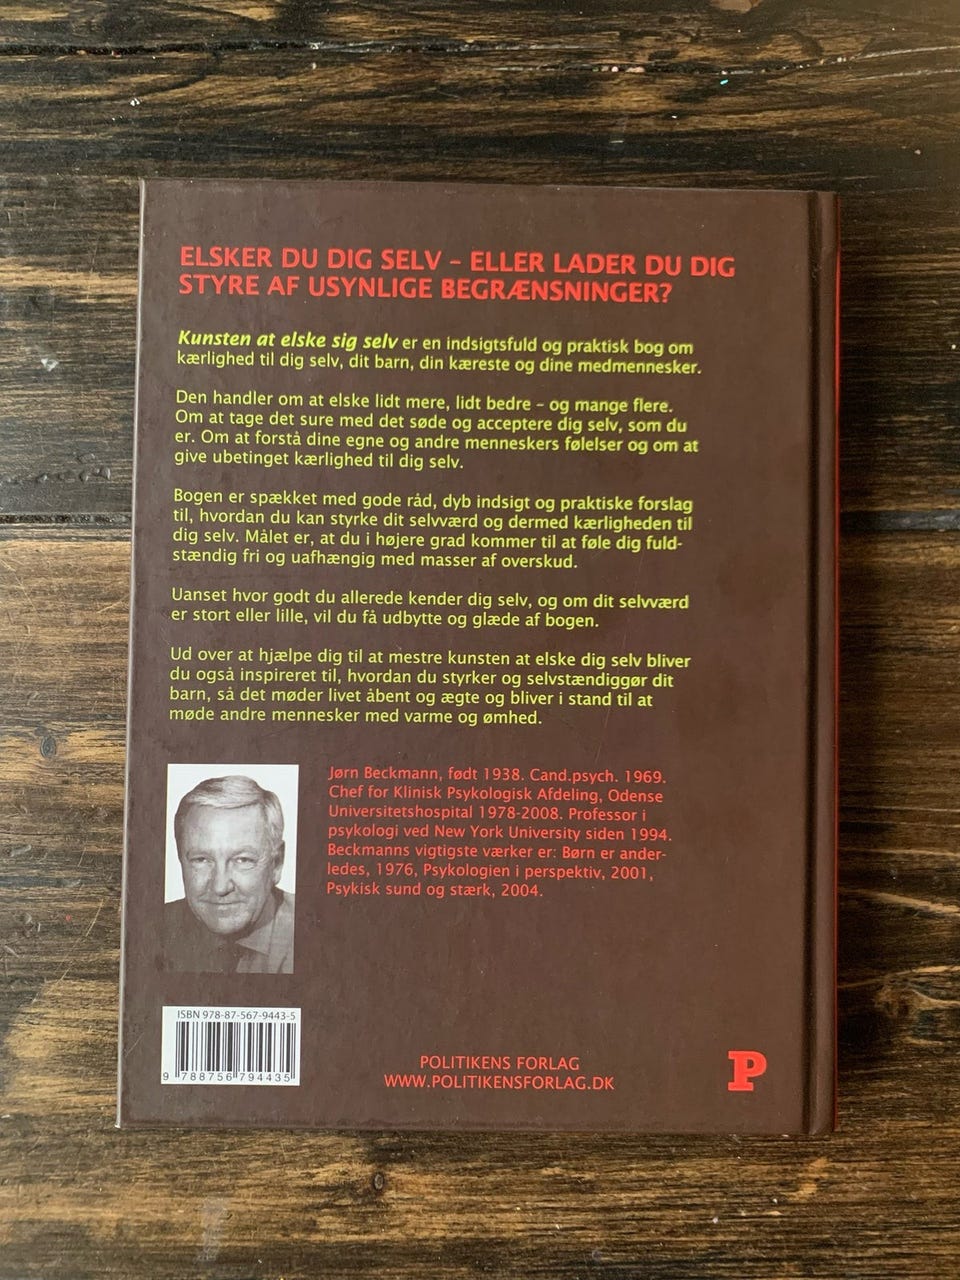 ELSKER DU DIG SELV – ELLER LADER DU DIG
STYRE AF USYNLIGE BEGRÆNSNINGER?
Kunsten at elske sig selv er en indsigtsfuld og praktisk bog om
kærlighed til dig selv, dit barn, din kæreste og dine medmennesker.
Den handler om at elske lidt mere, lidt bedre – og mange flere.
Om at tage det sure med det søde og acceptere dig selv, som du
er. Om at forstå dine egne og andre menneskers følelser og om at
give ubetinget kærlighed til dig selv.
Bogen er spækket med gode råd, dyb indsigt og praktiske forslag
til, hvordan du kan styrke dit selvværd og dermed kærligheden til
dig selv. Målet er, at du i højere grad kommer til at føle dig fuld-
stændig fri og uafhængig med masser af overskud.
Uanset hvor godt du allerede kender dig selv, og om dit selvværd
er stort eller lille, vil du få udbytte og glæde af bogen.
Ud over at hjælpe dig til at mestre kunsten at elske dig selv bliver
du også inspireret til, hvordan du styrker og selvstændiggør dit
barn, så det møder livet åbent og ægte og bliver i stand til at
møde andre mennesker med varme og ømhed.
Jørn Beckmann, født 1938. Cand.psych. 1969.
Chef for Klinisk Psykologisk Afdeling, Odense
Universitetshospital 1978-2008. Professor i
psykologi ved New York University siden 1994.
Beckmanns vigtigste værker er: Børn er ander-
ledes, 1976, Psykologien i perspektiv, 2001,
Psykisk sund og stærk, 2004.
ISBN 978-87-567-9443-5
9 788756 794435
POLITIKENS FORLAG
WWW.POLITIKENSFORLAG.DK
P